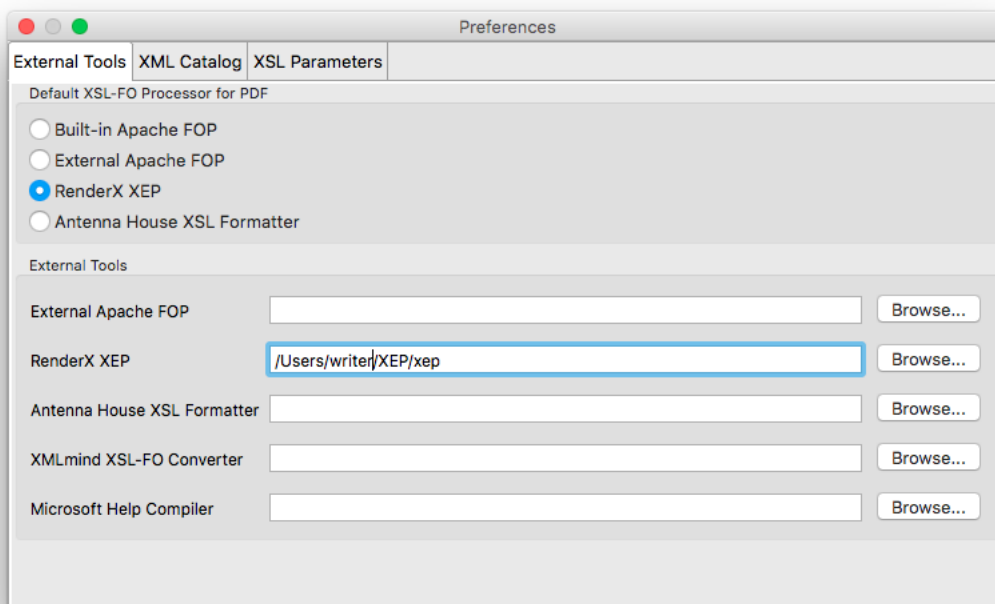 Preferences
External Tools XML Catalog XSL Parameters
Default XSL-FO Processor for PDF
Built-in Apache FOP
External Apache FOP
RenderX XEP
Antenna House XSL Formatter
External Tools
External Apache FOP Browse...
RenderX XEP /Users/writer/XEP/xep Browse...
Antenna House XSL Formatter Browse...
XMLmind XSL-FO Converter Browse...
Microsoft Help Compiler Browse...